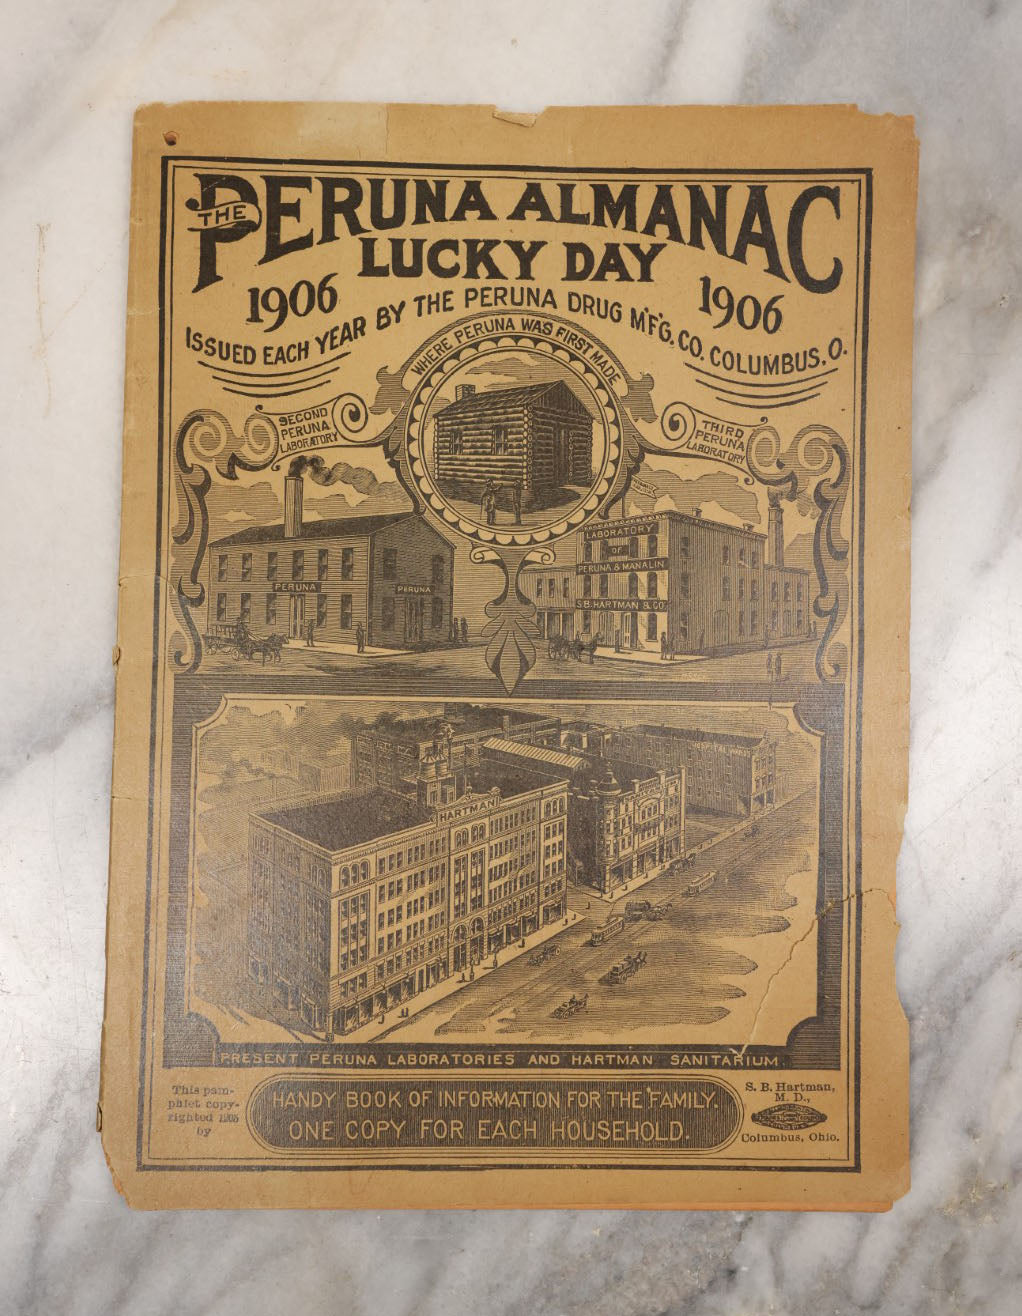 THE PERUNA ALMANAC
LUCKY DAY
1906 1906
ISSUED EACH YEAR BY THE PERUNA DRUG M'F'G. CO. COLUMBUS. O.
WHERE PERUNA WAS FIRST MADE
SECOND
PERUNA
LABORATORY
THIRD
PERUNA
LABORATORY
LABORATORY
OF
PERUNA & MANALIN
S.B. HARTMAN & CO.
PERUNA
PERUNA
HARTMAN
PRESENT PERUNA LABORATORIES AND HARTMAN SANITARIUM.
This pam-
phlet copy-
righted 1905
by
HANDY BOOK OF INFORMATION FOR THE FAMILY.
ONE COPY FOR EACH HOUSEHOLD.
S. B. Hartman,
M. D.,
Columbus, Ohio.